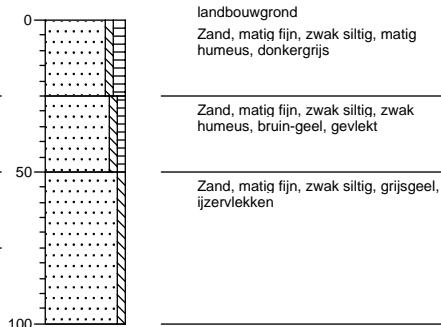 0
landbouwgrond
Zand, matig fijn, zwak siltig, matig
humeus, donkergrijs
Zand, matig fijn, zwak siltig, zwak
humeus, bruin-geel, gevlekt
50
Zand, matig fijn, zwak siltig, grijsgeel,
ijzervlekken
100